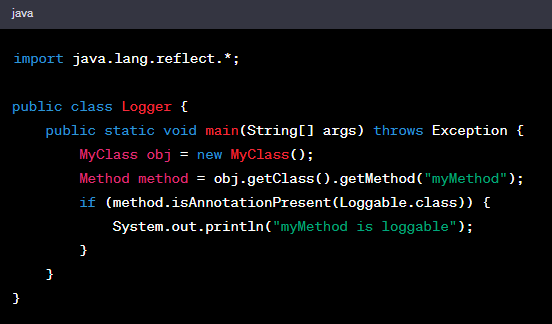 java
import java.lang.reflect.*;
public class Logger {
    public static void main(String[] args) throws Exception {
        MyClass obj = new MyClass();
        Method method = obj.getClass().getMethod("myMethod");
        if (method.isAnnotationPresent(Loggable.class)) {
            System.out.println("myMethod is loggable");
        }
    }
}